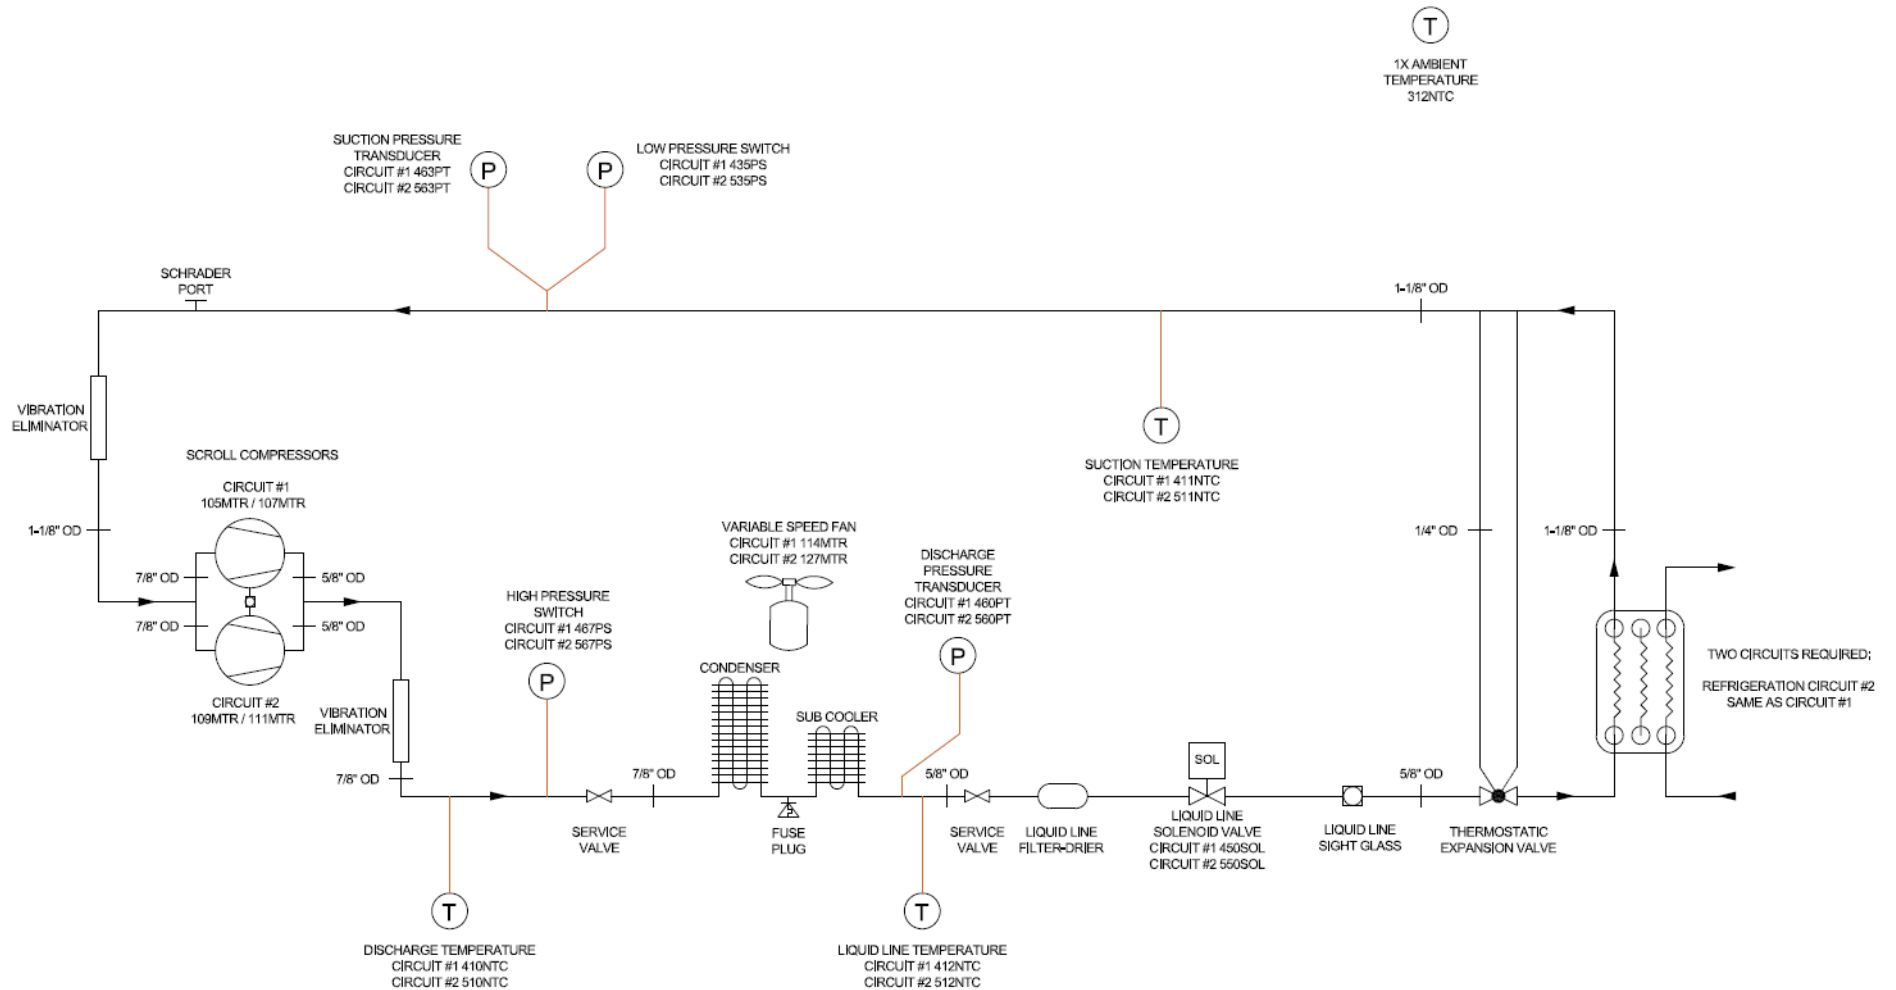 T
1X AMBIENT
TEMPERATURE
312NTC
SUCTION PRESSURE
TRANSDUCER
CIRCUIT #1 463PT
CIRCUIT #2 563PT
P
P
LOW PRESSURE SWITCH
CIRCUIT #1 435PS
CIRCUIT #2 535PS
SCHRADER
PORT
1-1/8" OD
VIBRATION
ELIMINATOR
SCROLL COMPRESSORS
CIRCUIT #1
105MTR / 107MTR
1-1/8" OD
7/8" OD
5/8" OD
7/8" OD
5/8" OD
CIRCUIT #2
109MTR / 111MTR
VIBRATION
ELIMINATOR
7/8" OD
T
SUCTION TEMPERATURE
CIRCUIT #1 411NTC
CIRCUIT #2 511NTC
VARIABLE SPEED FAN
CIRCUIT #1 114MTR
CIRCUIT #2 127MTR
HIGH PRESSURE
SWITCH
CIRCUIT #1 467PS
CIRCUIT #2 567PS
P
DISCHARGE
PRESSURE
TRANSDUCER
CIRCUIT #1 460PT
CIRCUIT #2 560PT
P
1/4" OD
1-1/8" OD
CONDENSER
SUB COOLER
TWO CIRCUITS REQUIRED;
REFRIGERATION CIRCUIT #2
SAME AS CIRCUIT #1
7/8" OD
5/8" OD
SOL
5/8" OD
SERVICE
VALVE
FUSE
PLUG
SERVICE
VALVE
LIQUID LINE
FILTER-DRIER
LIQUID LINE
SOLENOID VALVE
CIRCUIT #1 450SOL
CIRCUIT #2 550SOL
LIQUID LINE
SIGHT GLASS
THERMOSTATIC
EXPANSION VALVE
T
DISCHARGE TEMPERATURE
CIRCUIT #1 410NTC
CIRCUIT #2 510NTC
T
LIQUID LINE TEMPERATURE
CIRCUIT #1 412NTC
CIRCUIT #2 512NTC